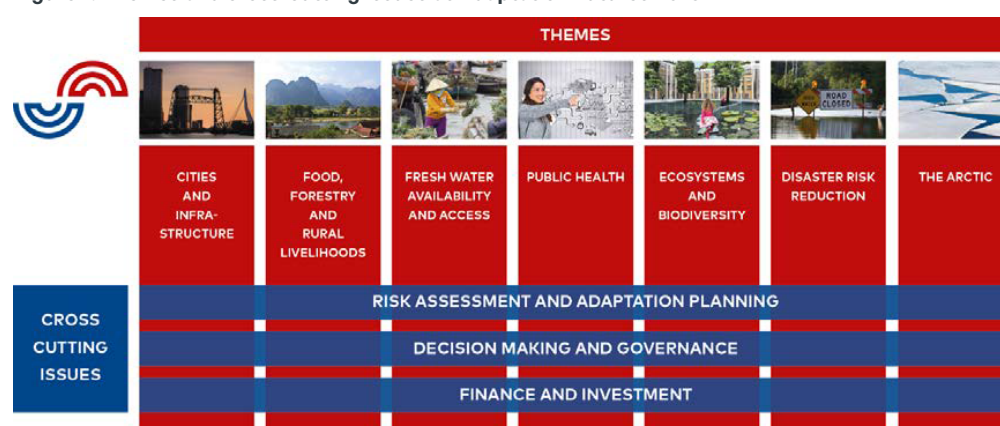 THEMES
ROAD
CLOSED
CITIES
AND
INFRA-
STRUCTURE
FOOD,
FORESTRY
AND
RURAL
LIVELIHOODS
FRESH WATER
AVAILABILITY
AND ACCESS
PUBLIC HEALTH
ECOSYSTEMS
AND
BIODIVERSITY
DISASTER RISK
REDUCTION
THE ARCTIC
CROSS
CUTTING
ISSUES
RISK ASSESSMENT AND ADAPTATION PLANNING
DECISION MAKING AND GOVERNANCE
FINANCE AND INVESTMENT